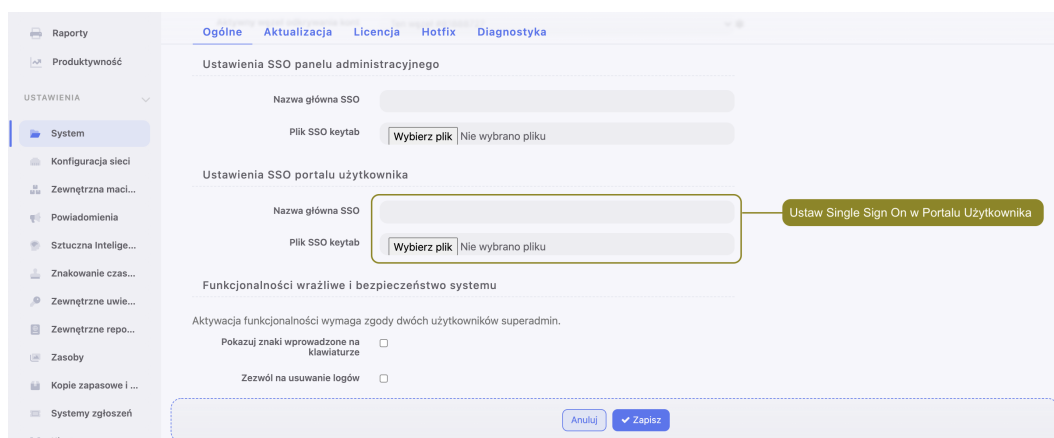 Raporty
Produktywność
USTAWIENIA
System
Konfiguracja sieci
Zewnętrzna maci...
Powiadomienia
Sztuczna Intelige...
Znakowanie czas...
Zewnętrzne uwie...
Zewnętrzne repo...
Zasoby
Kopie zapasowe i ...
Systemy zgłoszeń
Ogólne Aktualizacja Licencja Hotfix Diagnostyka
Ustawienia SSO panelu administracyjnego
Nazwa główna SSO
Plik SSO keytab Wybierz plik Nie wybrano pliku
Ustawienia SSO portalu użytkownika
Nazwa główna SSO
Ustaw Single Sign On w Portalu Użytkownika
Plik SSO keytab Wybierz plik Nie wybrano pliku
Funkcjonalności wrażliwe i bezpieczeństwo systemu
Aktywacja funkcjonalności wymaga zgody dwóch użytkowników superadmin.
Pokazuj znaki wprowadzone na
klawiaturze
Zezwól na usuwanie logów
Anuluj Zapisz